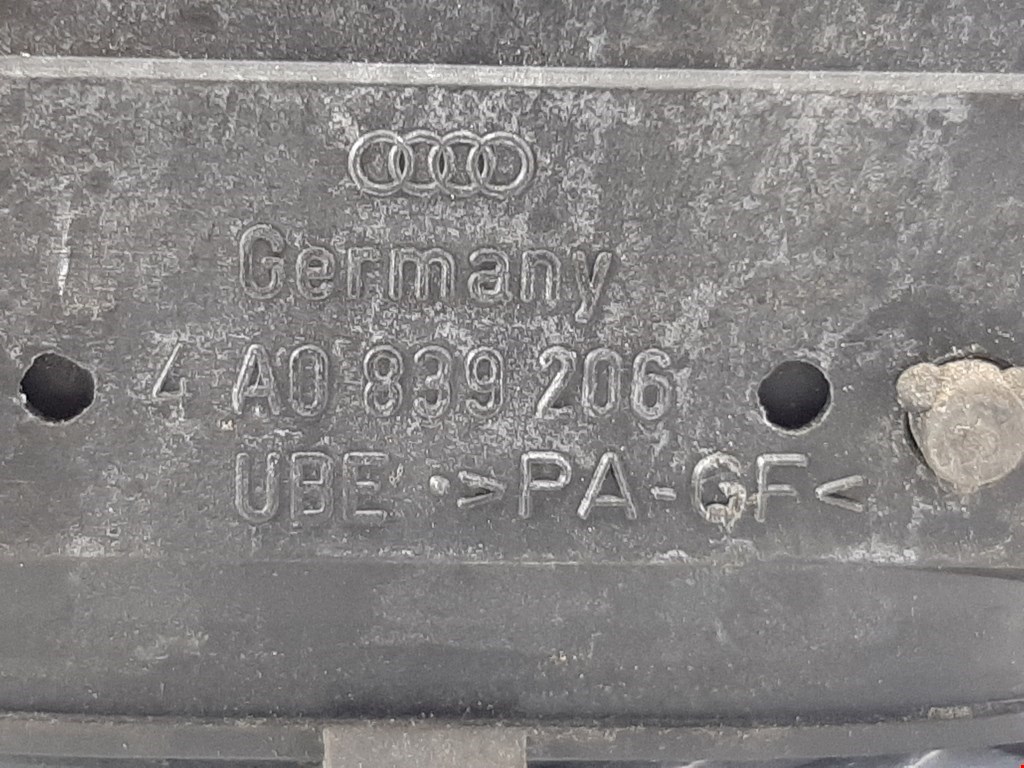 Germany
4 A0 839 206
UBE >PA-GF<